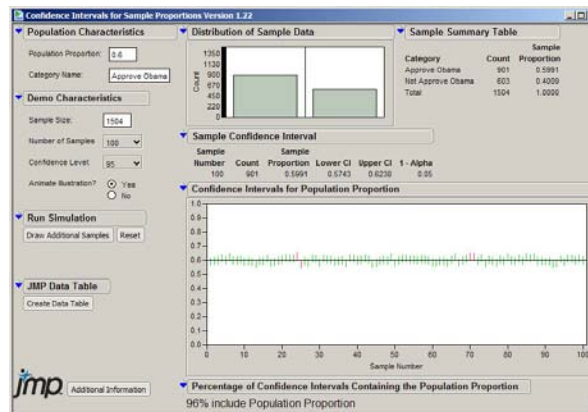 Confidence Intervals for Sample Proportions Version 1.22
Population Characteristics
Population Proportion: 0.6
Category Name: Approve Obama
Demo Characteristics
Sample Size: 1504
Number of Samples 100
Confidence Level 95
Animate Illustration? Yes
No
Run Simulation
Draw Additional Samples Reset
JMP Data Table
Create Data Table
jmp Additional Information
Distribution of Sample Data
Count
1350
1130
900
670
450
220
0
Sample Summary Table
Category Count Sample Proportion
Approve Obama 901 0.5991
Not Approve Obama 603 0.4009
Total 1504 1.0000
Sample Confidence Interval
Sample Number Count Sample Proportion Lower CI Upper CI 1 - Alpha
100 901 0.5991 0.5743 0.6238 0.05
Confidence Intervals for Population Proportion
1.0
0.9
0.8
0.7
0.6
0.5
0.4
0.3
0.2
0.1
0.0
0 10 20 30 40 50 60 70 80 90 100
Sample Number
Percentage of Confidence Intervals Containing the Population Proportion
96% include Population Proportion